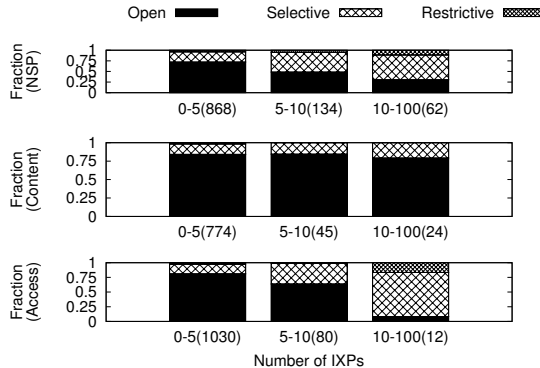 Open Selective Restrictive
Fraction
(NSP)
1
0.75
0.5
0.25
0
0-5(868) 5-10(134) 10-100(62)
Fraction
(Content)
1
0.75
0.25
0
0-5(774) 5-10(45) 10-100(24)
Fraction
(Access)
1
0.75
0.5
0.25
0
0-5(1030) 5-10(80) 10-100(12)
Number of IXPs